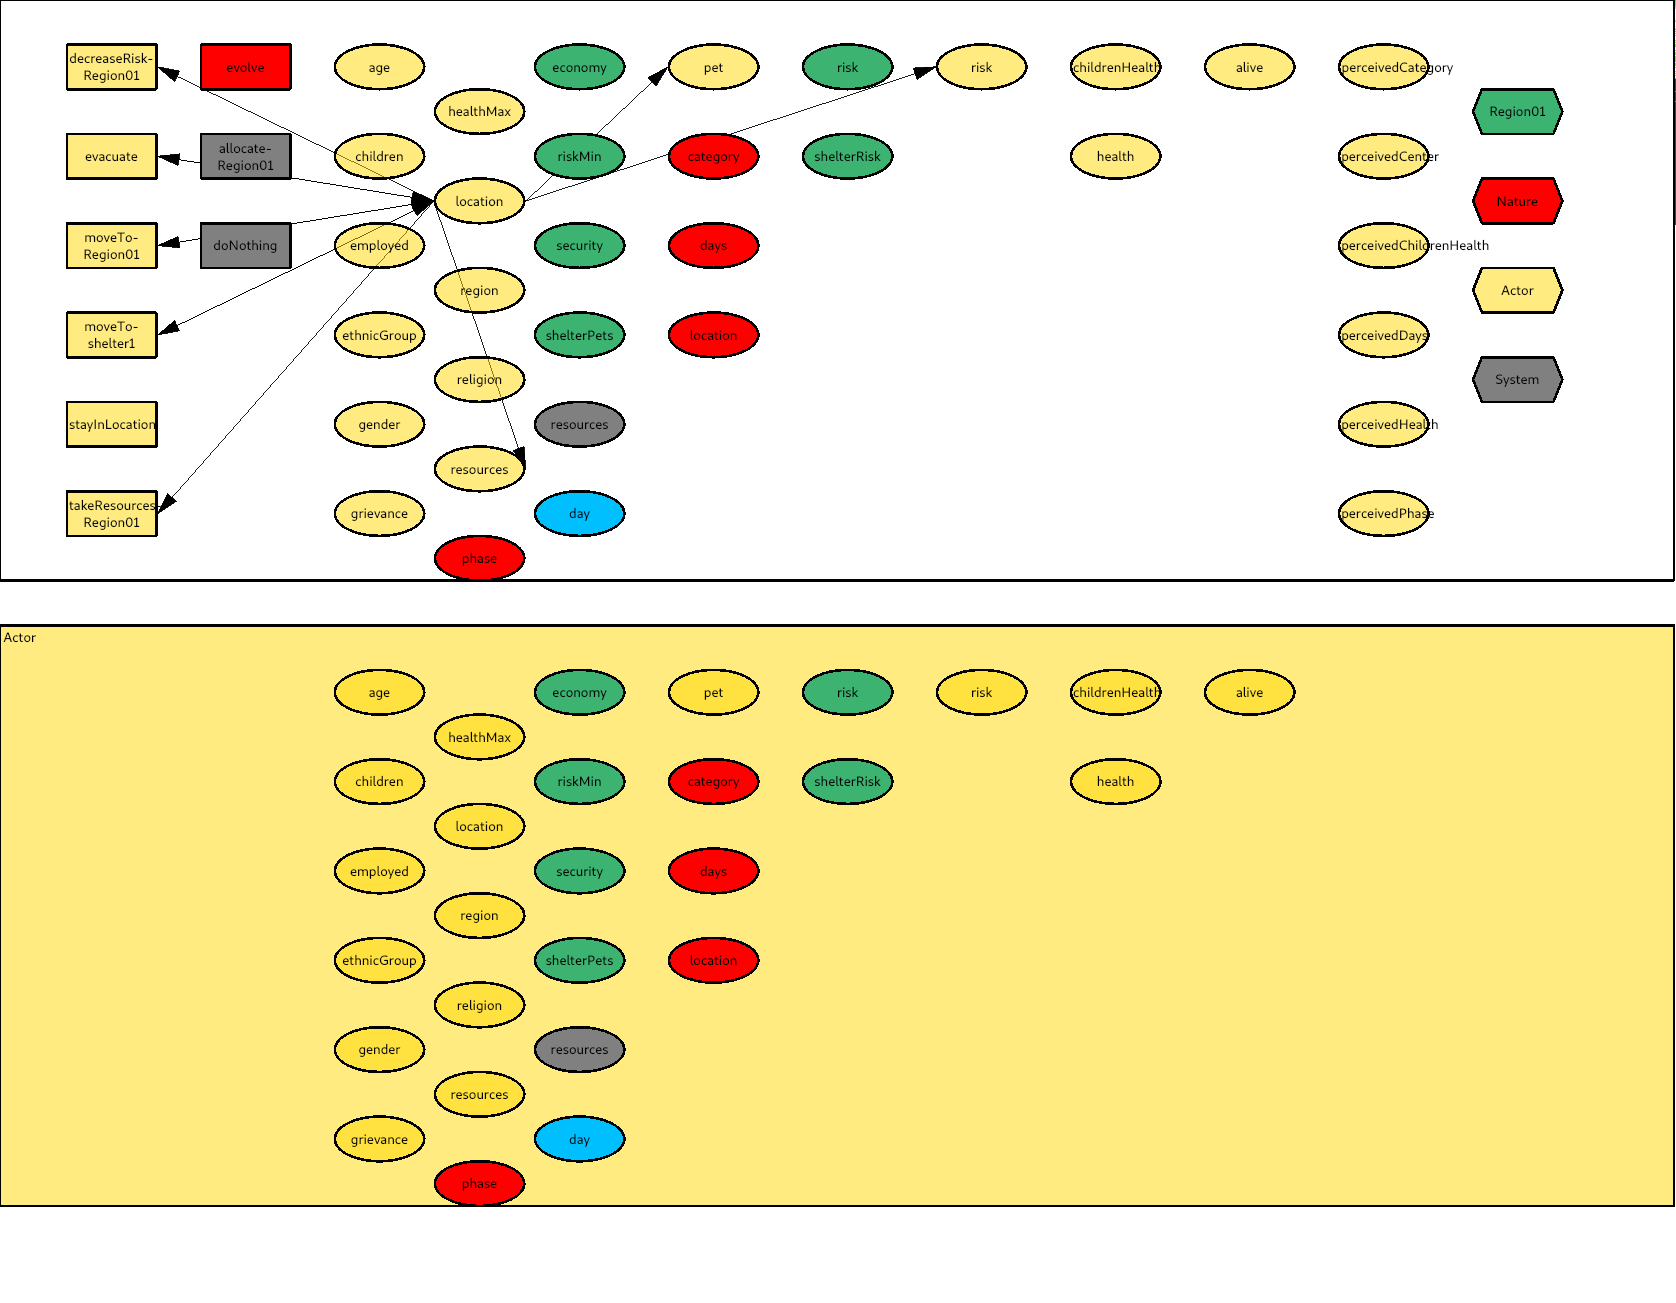 decreaseRisk-
Region01
evolve
age
economy
pet
risk
risk
childrenHealth
alive
perceivedCategory
healthMax
Region01
evacuate
allocate-
Region01
children
riskMin
category
shelterRisk
health
perceivedCenter
location
Nature
moveTo-
Region01
doNothing
employed
security
days
perceivedChildrenHealth
region
Actor
moveTo-
shelter1
ethnicGroup
shelterPets
location
perceivedDays
religion
System
stayInLocation
gender
resources
perceivedHealth
resources
takeResources-
Region01
grievance
day
perceivedPhase
phase
Actor
age
economy
pet
risk
risk
childrenHealth
alive
healthMax
children
riskMin
category
shelterRisk
health
location
employed
security
days
region
ethnicGroup
shelterPets
location
religion
gender
resources
resources
grievance
day
phase